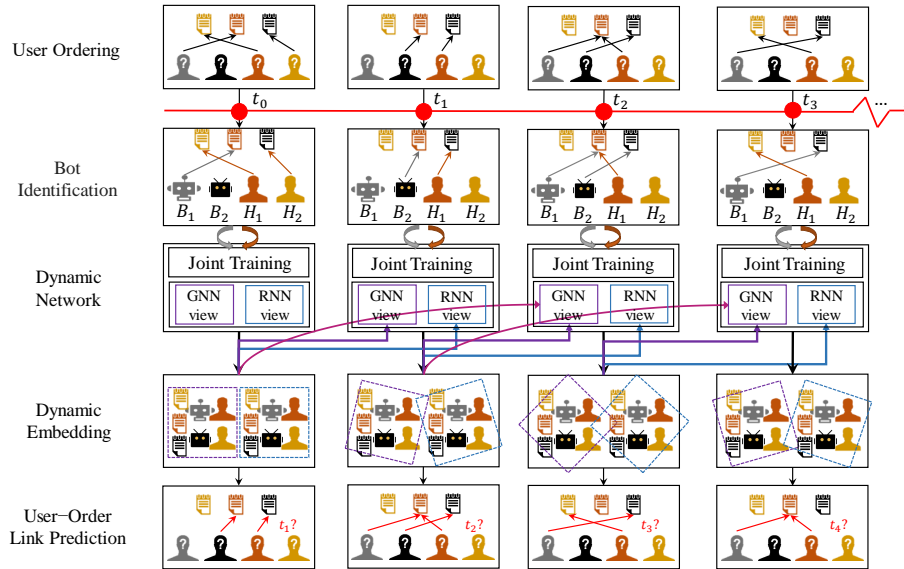 User Ordering
? ? ? ? ? ? ? ? ? ? ? ? ? ? ? ?
t₀ t₁ t₂ t₃ ...
Bot
Identification
B₁ B₂ H₁ H₂ B₁ B₂ H₁ H₂ B₁ B₂ H₁ H₂ B₁ B₂ H₁ H₂
Joint Training Joint Training Joint Training Joint Training
Dynamic
Network
GNN RNN GNN RNN GNN RNN GNN RNN
view view view view view view view view
Dynamic
Embedding
User−Order
Link Prediction
t₁? t₂? t₃? t₄?
? ? ? ? ? ? ? ? ? ? ? ? ? ? ? ?